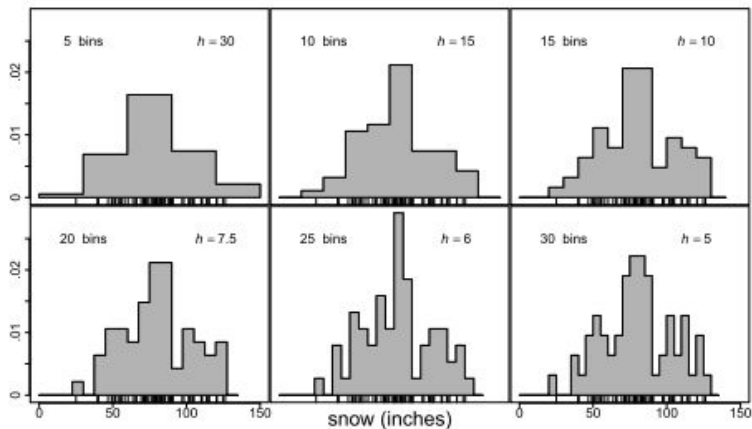 5 bins h = 30
10 bins h = 15
15 bins h = 10
.02
.01
0
20 bins h = 7.5
25 bins h = 6
30 bins h = 5
.02
.01
0
0 50 100 150
0 50 100 150
snow (inches)